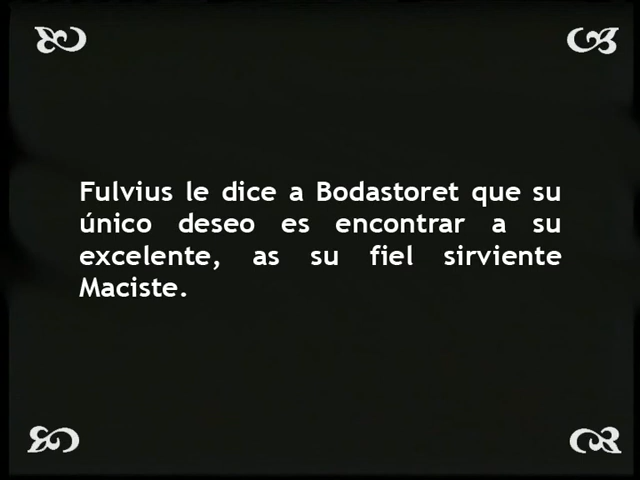 Fulvius le dice a Bodastoret que su
único deseo es encontrar a su
excelente, as su fiel sirviente
Maciste.